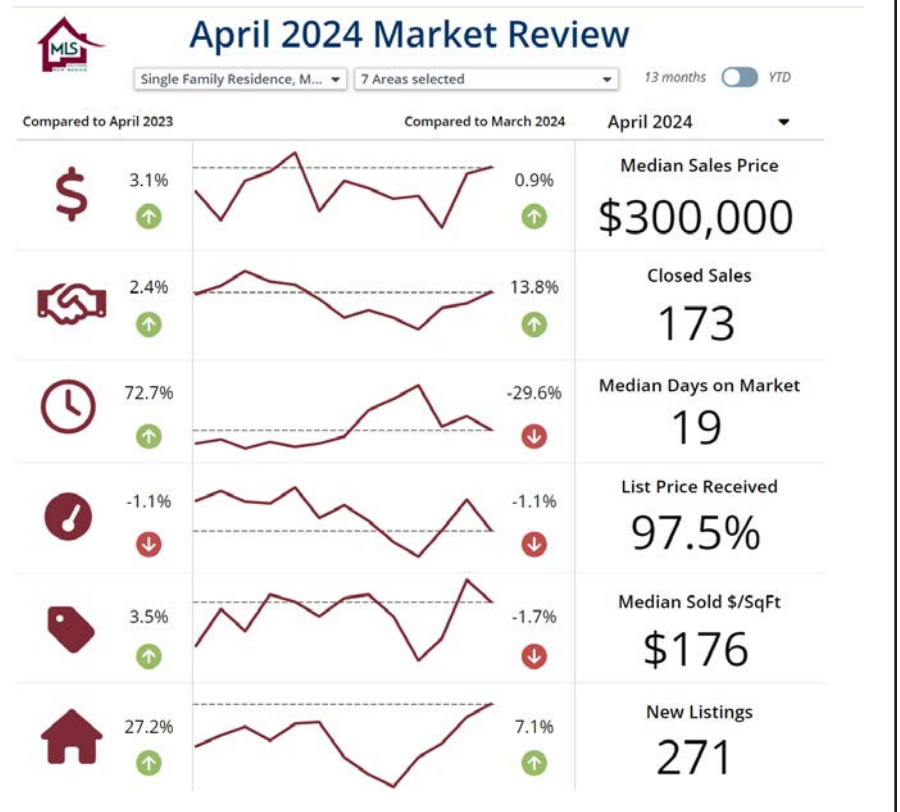 April 2024 Market Review
MLS
NEW MEXICO
Single Family Residence, M...
7 Areas selected
13 months
YTD
Compared to April 2023
Compared to March 2024
April 2024
3.1%
0.9%
Median Sales Price
$300,000
2.4%
13.8%
Closed Sales
173
72.7%
-29.6%
Median Days on Market
19
-1.1%
-1.1%
List Price Received
97.5%
3.5%
-1.7%
Median Sold $/SqFt
$176
27.2%
7.1%
New Listings
271